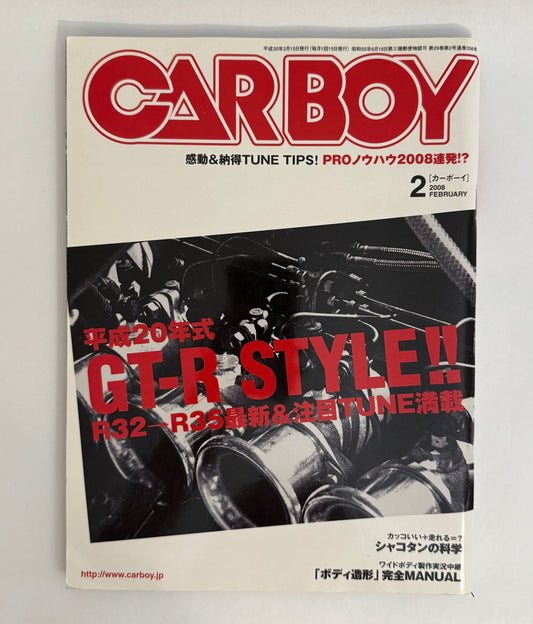 平成20年2月15日発行（毎月1回15日発行） 昭和55年6月16日第三種郵便物認可 第29巻第2号通巻356号
CARBOY
感動&納得TUNE TIPS! PROノウハウ2008連発!?
2 [カーボーイ]
2008
FEBRUARY
平成20年式
GT-R STYLE!!
R32→R35最新&注目TUNE満載
カッコいい+走れる=?
シャコタンの科学
ワイドボディ製作実況中継
「ボディ造形」完全MANUAL
http://www.carboy.jp